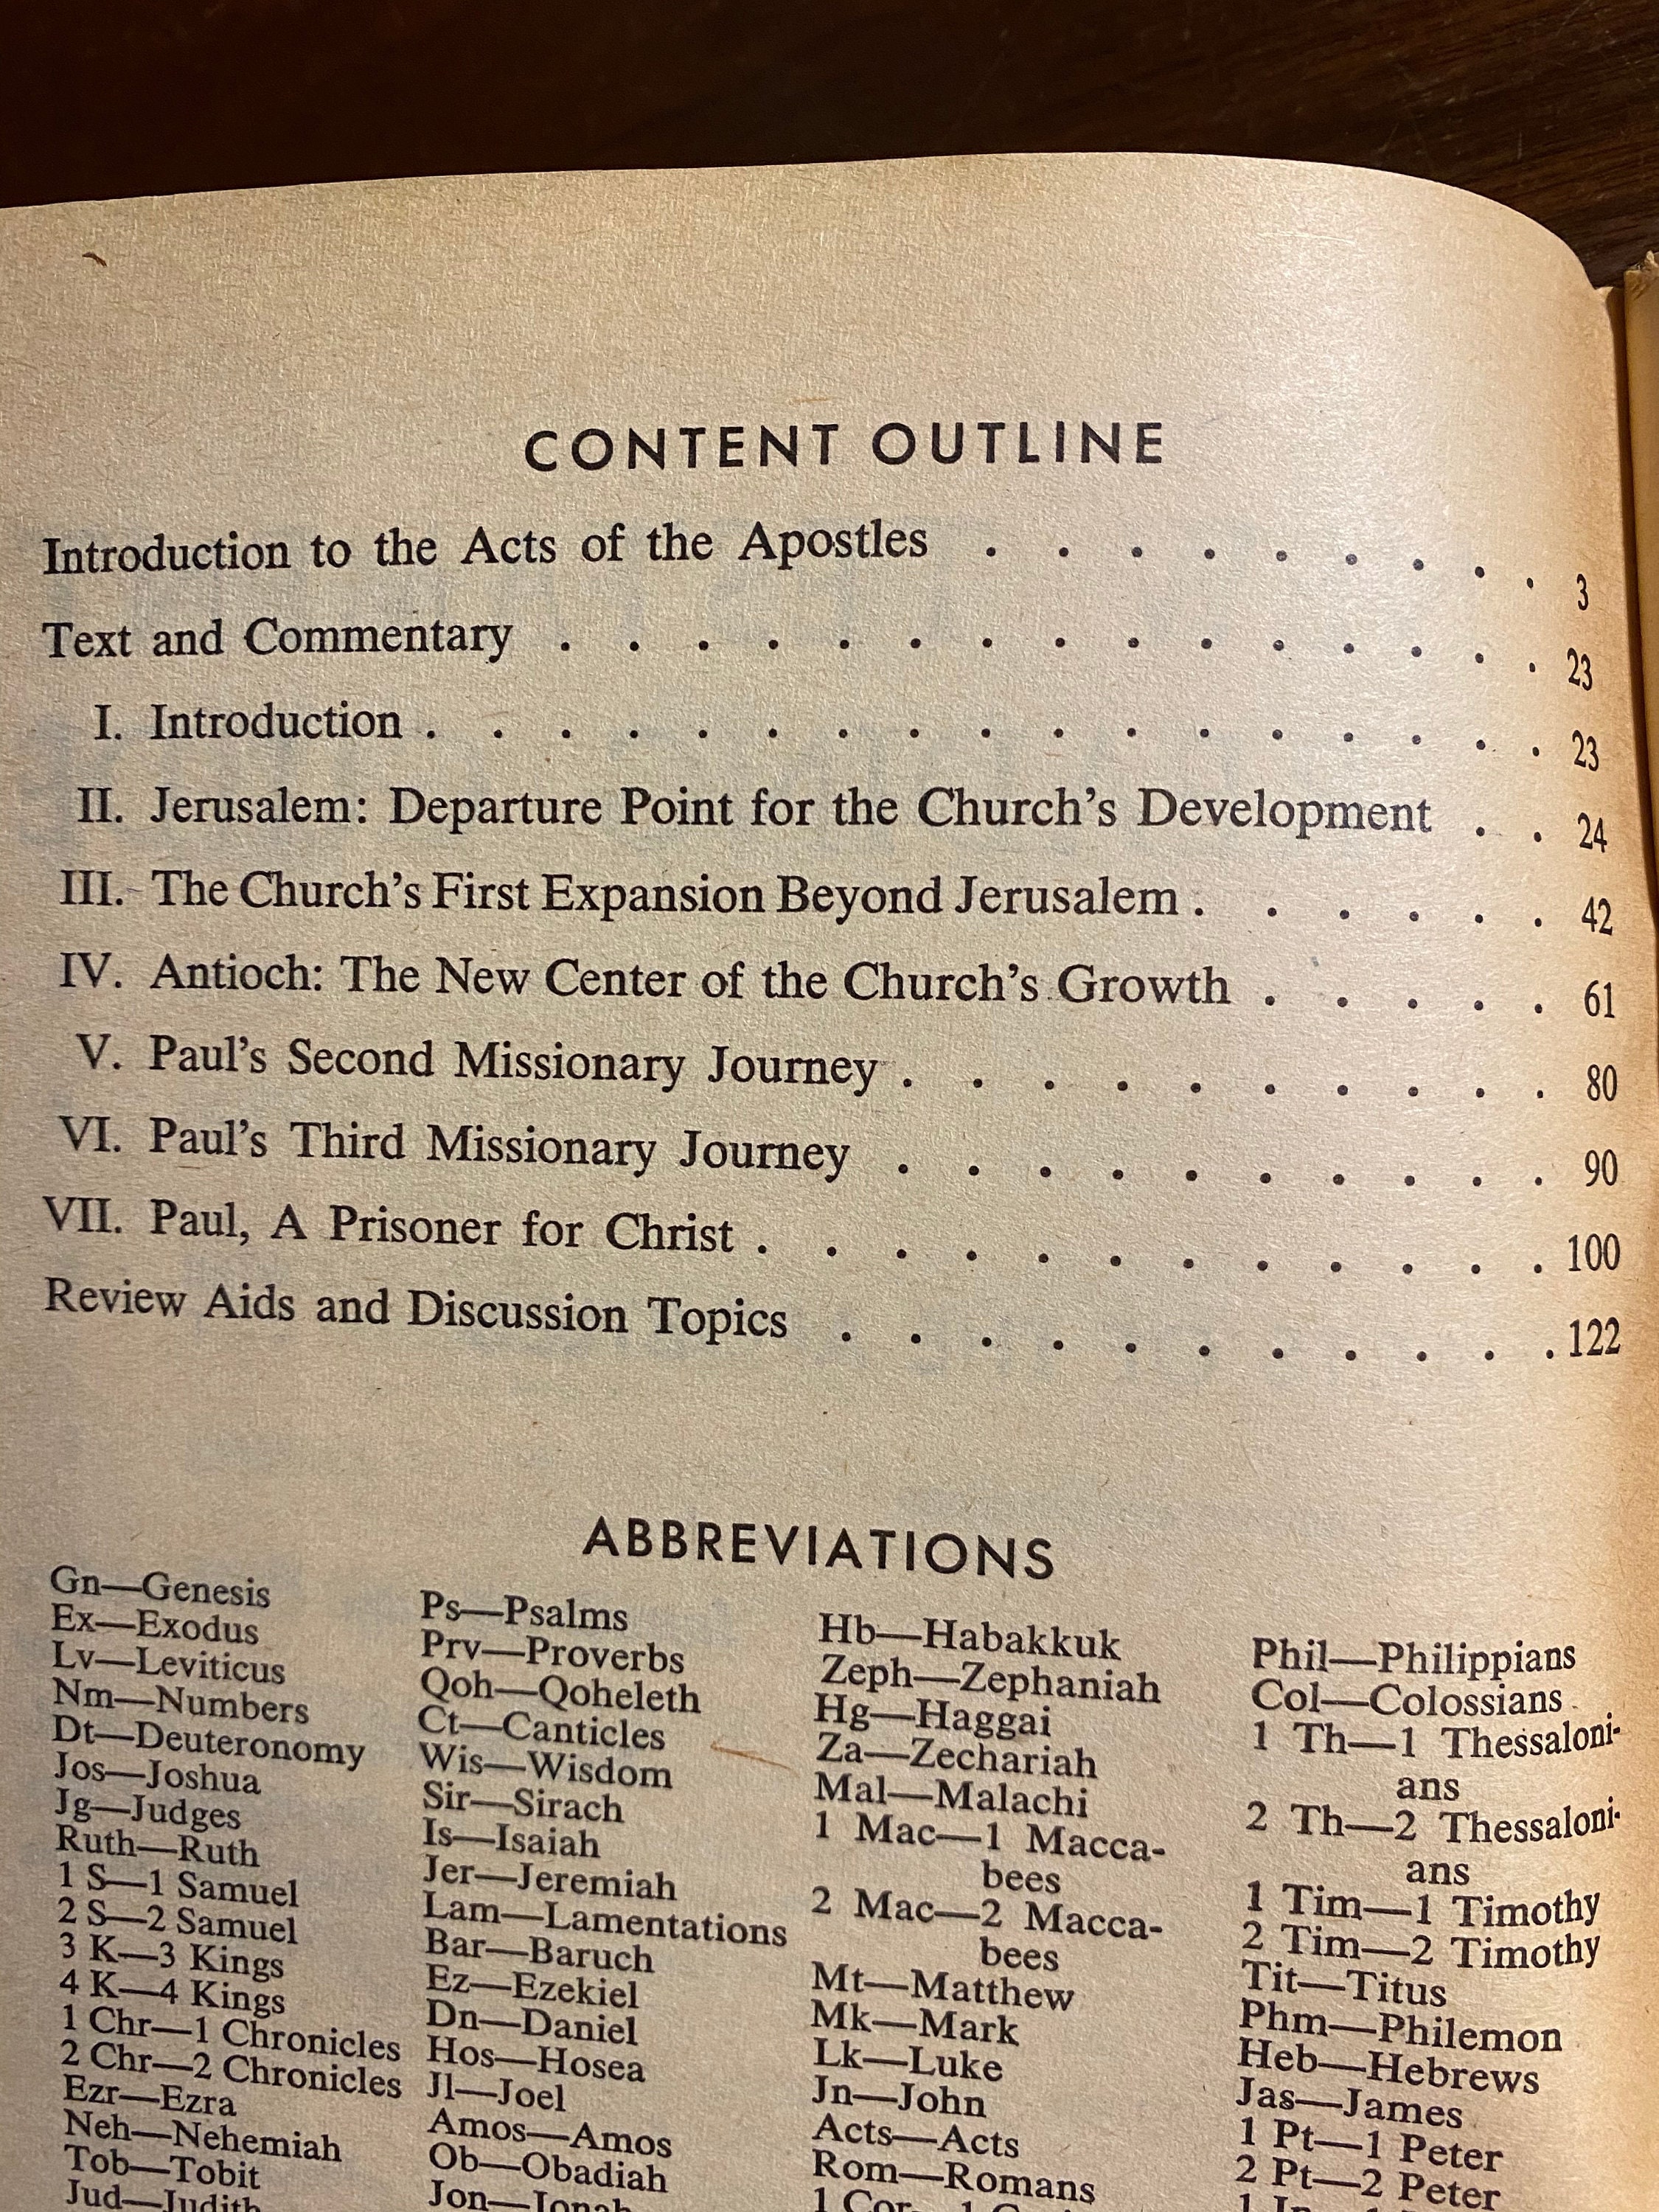 CONTENT OUTLINE
Introduction to the Acts of the Apostles . . . . . . . . . 3
Text and Commentary . . . . . . . . . . . . . . . 23
I. Introduction . . . . . . . . . . . . . . . . . 23
II. Jerusalem: Departure Point for the Church's Development . . 24
III. The Church's First Expansion Beyond Jerusalem . . . . . . 42
IV. Antioch: The New Center of the Church's Growth . . . . . 61
V. Paul's Second Missionary Journey . . . . . . . . . . 80
VI. Paul's Third Missionary Journey . . . . . . . . . . 90
VII. Paul, A Prisoner for Christ . . . . . . . . . . . . 100
Review Aids and Discussion Topics . . . . . . . . . . . 122
ABBREVIATIONS
Gn—Genesis
Ex—Exodus
Lv—Leviticus
Nm—Numbers
Dt—Deuteronomy
Jos—Joshua
Jg—Judges
Ruth—Ruth
1 S—1 Samuel
2 S—2 Samuel
3 K—3 Kings
4 K—4 Kings
1 Chr—1 Chronicles
2 Chr—2 Chronicles
Ezr—Ezra
Neh—Nehemiah
Tob—Tobit
Jud—Judith
Ps—Psalms
Prv—Proverbs
Qoh—Qoheleth
Ct—Canticles
Wis—Wisdom
Sir—Sirach
Is—Isaiah
Jer—Jeremiah
Lam—Lamentations
Bar—Baruch
Ez—Ezekiel
Dn—Daniel
Hos—Hosea
Jl—Joel
Amos—Amos
Ob—Obadiah
Jon—Jonah
Hb—Habakkuk
Zeph—Zephaniah
Hg—Haggai
Za—Zechariah
Mal—Malachi
1 Mac—1 Macca-
bees
2 Mac—2 Macca-
bees
Mt—Matthew
Mk—Mark
Lk—Luke
Jn—John
Acts—Acts
Rom—Romans
1 Cor
Phil—Philippians
Col—Colossians
1 Th—1 Thessaloni-
ans
2 Th—2 Thessaloni-
ans
1 Tim—1 Timothy
2 Tim—2 Timothy
Tit—Titus
Phm—Philemon
Heb—Hebrews
Jas—James
1 Pt—1 Peter
2 Pt—2 Peter